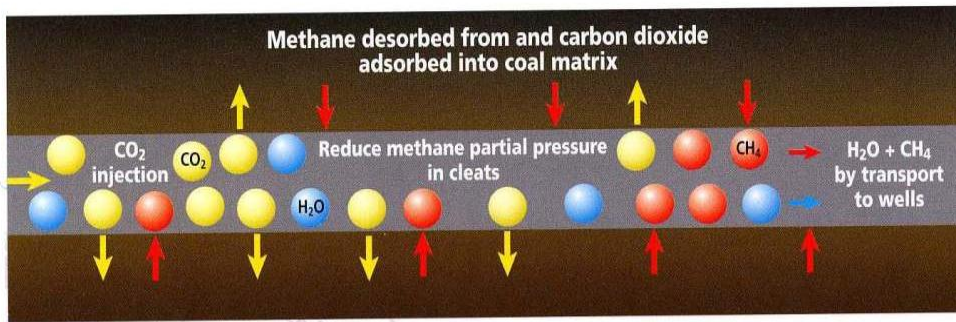 Methane desorbed from and carbon dioxide
adsorbed into coal matrix
CO₂
injection
CO₂
Reduce methane partial pressure
in cleats
H₂O
CH₄
H₂O + CH₄
by transport
to wells